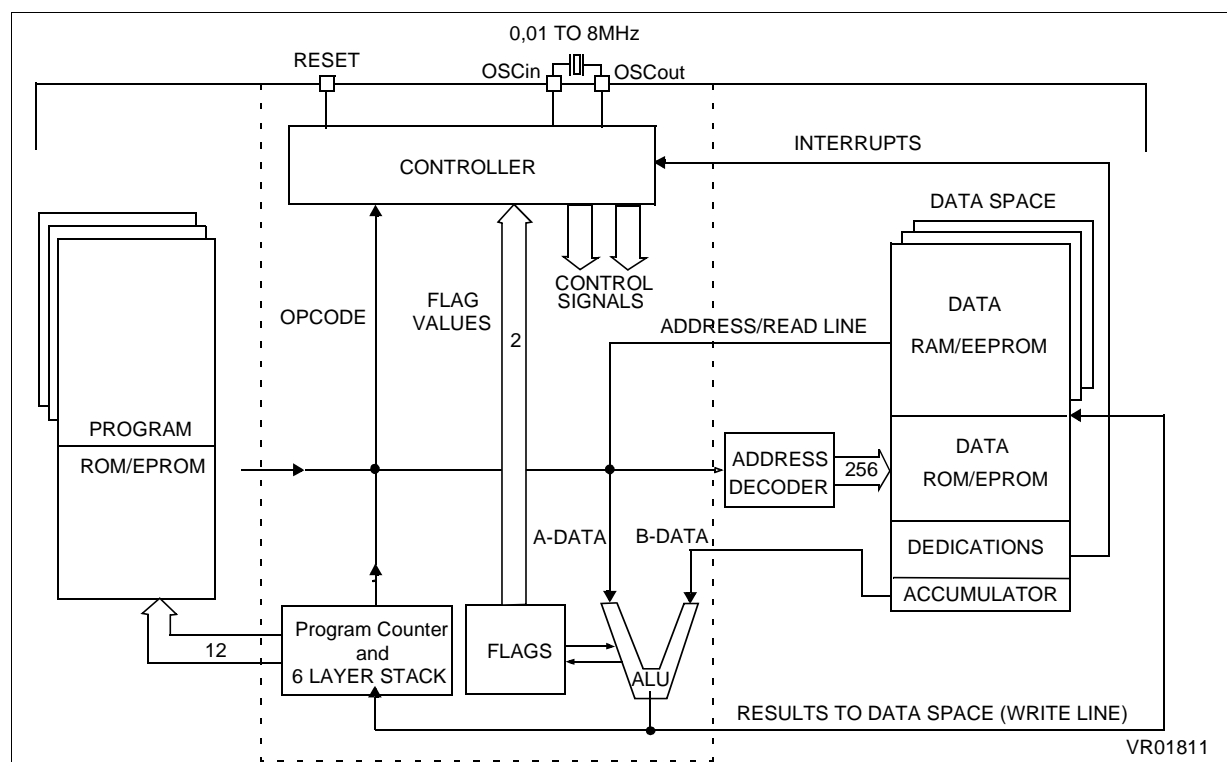 0,01 TO 8MHz
RESET
OSCin
OSCout
INTERRUPTS
CONTROLLER
DATA SPACE
CONTROL
SIGNALS
OPCODE
FLAG
VALUES
2
ADDRESS/READ LINE
DATA
RAM/EEPROM
PROGRAM
ROM/EPROM
ADDRESS
DECODER
256
DATA
ROM/EPROM
A-DATA
B-DATA
DEDICATIONS
ACCUMULATOR
12
Program Counter
and
6 LAYER STACK
FLAGS
ALU
RESULTS TO DATA SPACE (WRITE LINE)
VR01811